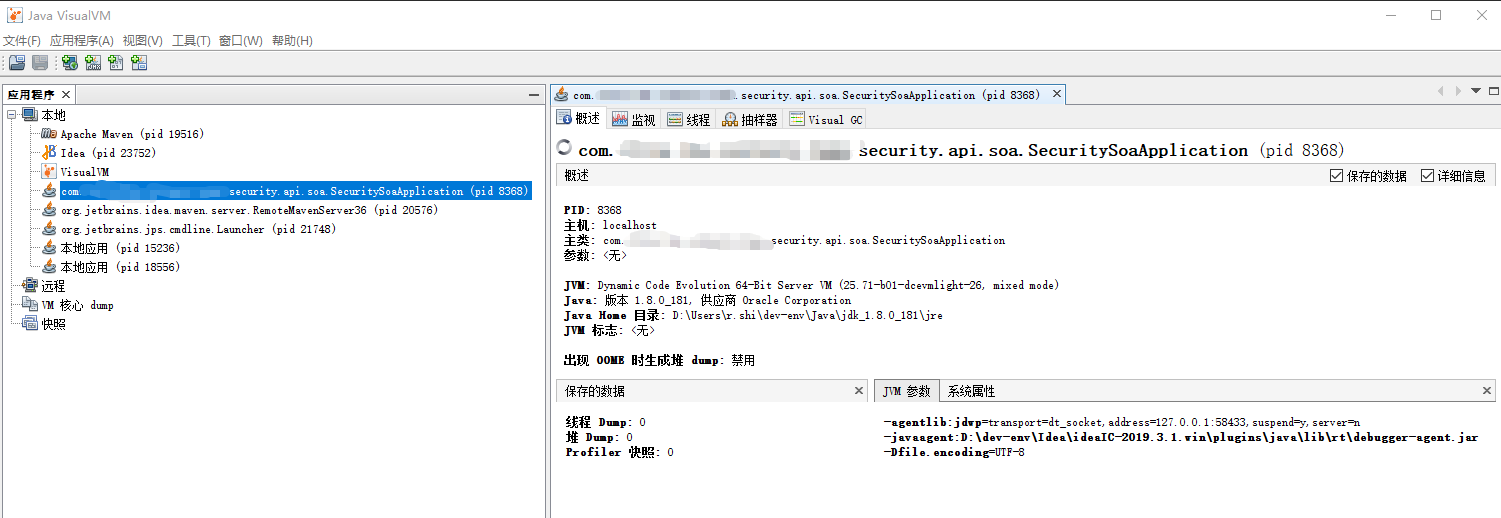 Java VisualVM
文件(F) 应用程序(A) 视图(V) 工具(T) 窗口(W) 帮助(H)
应用程序
本地
Apache Maven (pid 19516)
Idea (pid 23752)
VisualVM
com. security.api.soa.SecuritySoaApplication (pid 8368)
org.jetbrains.idea.maven.server.RemoteMavenServer36 (pid 20576)
org.jetbrains.jps.cmdline.Launcher (pid 21748)
本地应用 (pid 15236)
本地应用 (pid 18556)
远程
VM 核心 dump
快照
com. .security.api.soa.SecuritySoaApplication (pid 8368)
概述 监视 线程 抽样器 Visual GC
com. security.api.soa.SecuritySoaApplication (pid 8368)
概述 保存的数据 详细信息
PID: 8368
主机: localhost
主类: com. security.api.soa.SecuritySoaApplication
参数: <无>
JVM: Dynamic Code Evolution 64-Bit Server VM (25.71-b01-dcevmlight-26, mixed mode)
Java: 版本 1.8.0_181, 供应商 Oracle Corporation
Java Home 目录: D:\Users\r.shi\dev-env\Java\jdk_1.8.0_181\jre
JVM 标志: <无>
出现 OOME 时生成堆 dump: 禁用
保存的数据
线程 Dump: 0
堆 Dump: 0
Profiler 快照: 0
JVM 参数 系统属性
-agentlib:jdwp=transport=dt_socket,address=127.0.0.1:58433,suspend=y,server=n
-javaagent:D:\dev-env\Idea\ideaIC-2019.3.1.win\plugins\java\lib\rt\debugger-agent.jar
-Dfile.encoding=UTF-8